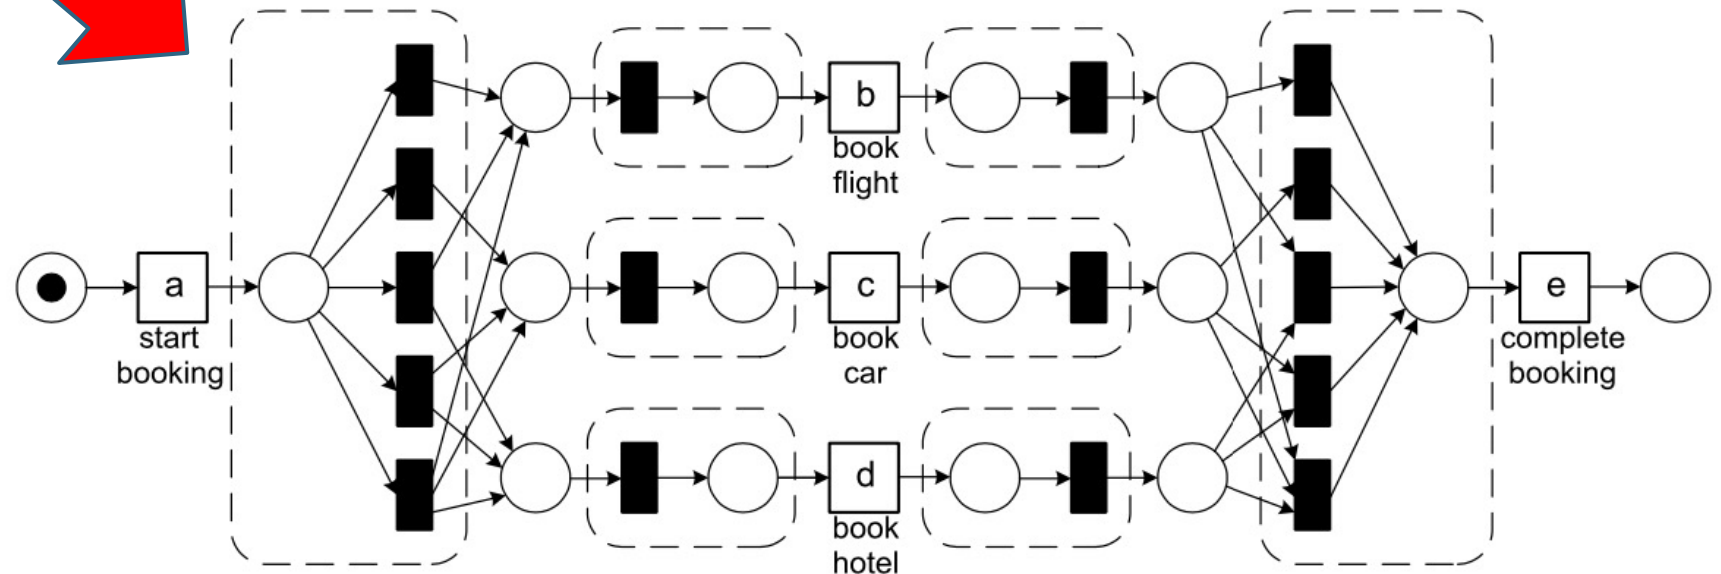 b
book
flight
a
start
booking
c
book
car
e
complete
booking
d
book
hotel